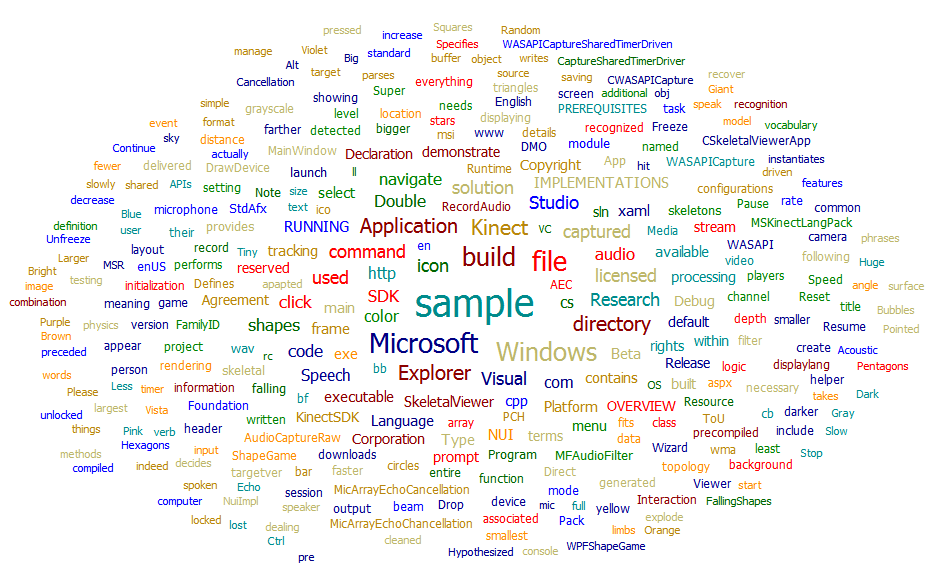 pressed Squares Random
increase Specifies WASAPICaptureSharedTimerDriven
manage Violet Big standard buffer object writes CaptureSharedTimerDriver
Alt target parses everything source saving CWASAPICapture recover
Cancellation Super triangles screen additional obj Giant
simple showing needs English PREREQUISITES task speak recognition
grayscale level location stars displaying
event format detected bigger msi www details recognized Freeze model vocabulary
sky distance farther DMO module named CSkeletalViewerApp
Continue actually MainWindow Declaration demonstrate Runtime Copyright App hit WASAPICapture instantiates
fewer delivered DrawDevice II navigate solution IMPLEMENTATIONS driven
slowly shared APIs launch configurations features
decrease setting Note size select Double RecordAudio Studio sln xaml skeletons Pause rate common
microphone StdAfx text ico
definition Blue user their provides RUNNING Application Kinect vc captured Media stream MSKinectLangPack
Unfreeze WASAPI camera phrases
Larger layout record Tiny tracking command en build file audio available video following
MSR enUS performs icon Huge
Bright testing reserved http licensed processing players Speed angle surface
image initialization apapted used AEC
combination meaning game Defines Agreement click main SDK sample cs Research Debug channel Reset title Bubbles
color
Purple physics version FamilyID shapes frame directory default depth smaller Resume Pointed
Brown
preceded appear project wav rc code exe Microsoft Windows Beta rights within filter create Acoustic
words person rendering skeletal bb Explorer Visual com contains os Release logic displaylang Pentagons
Please Less timer information falling Speech built aspx necessary helper takes Dark
unlocked largest Vista Foundation bf executable SkeletalViewer cpp Platform OVERVIEW Resource cb darker Gray
things Pink verb header written KinectSDK Language array PCH menu fits class ToU precompiled include Slow
methods Hexagons input AudioCaptureRaw Corporation Type NUI terms data Wizard wma least Stop
compiled indeed decides ShapeGame downloads prompt Program MFAudioFilter topology background
targetver bar faster circles entire function Direct generated Viewer start
spoken Echo session MicArrayEchoCancellation mode Interaction FallingShapes
computer NuiImpl speaker output beam Drop device mic full yellow
locked lost dealing MicArrayEchoChancellation associated Pack explode limbs Orange
Ctrl cleaned smallest
pre Hypothesized console WPFShapeGame